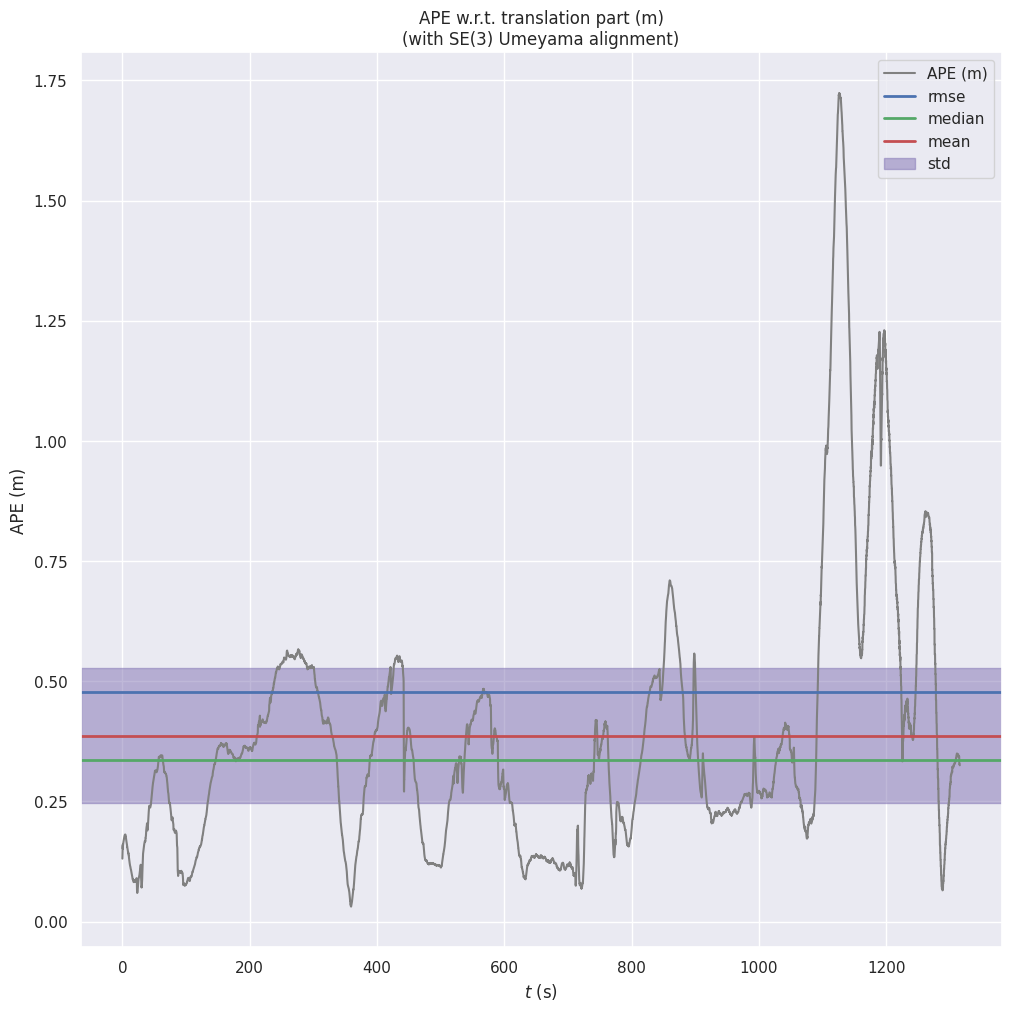 APE w.r.t. translation part (m)
(with SE(3) Umeyama alignment)
APE (m)
rmse
median
mean
std
1.75
1.50
1.25
1.00
0.75
0.50
0.25
0.00
APE (m)
0 200 400 600 800 1000 1200
t (s)